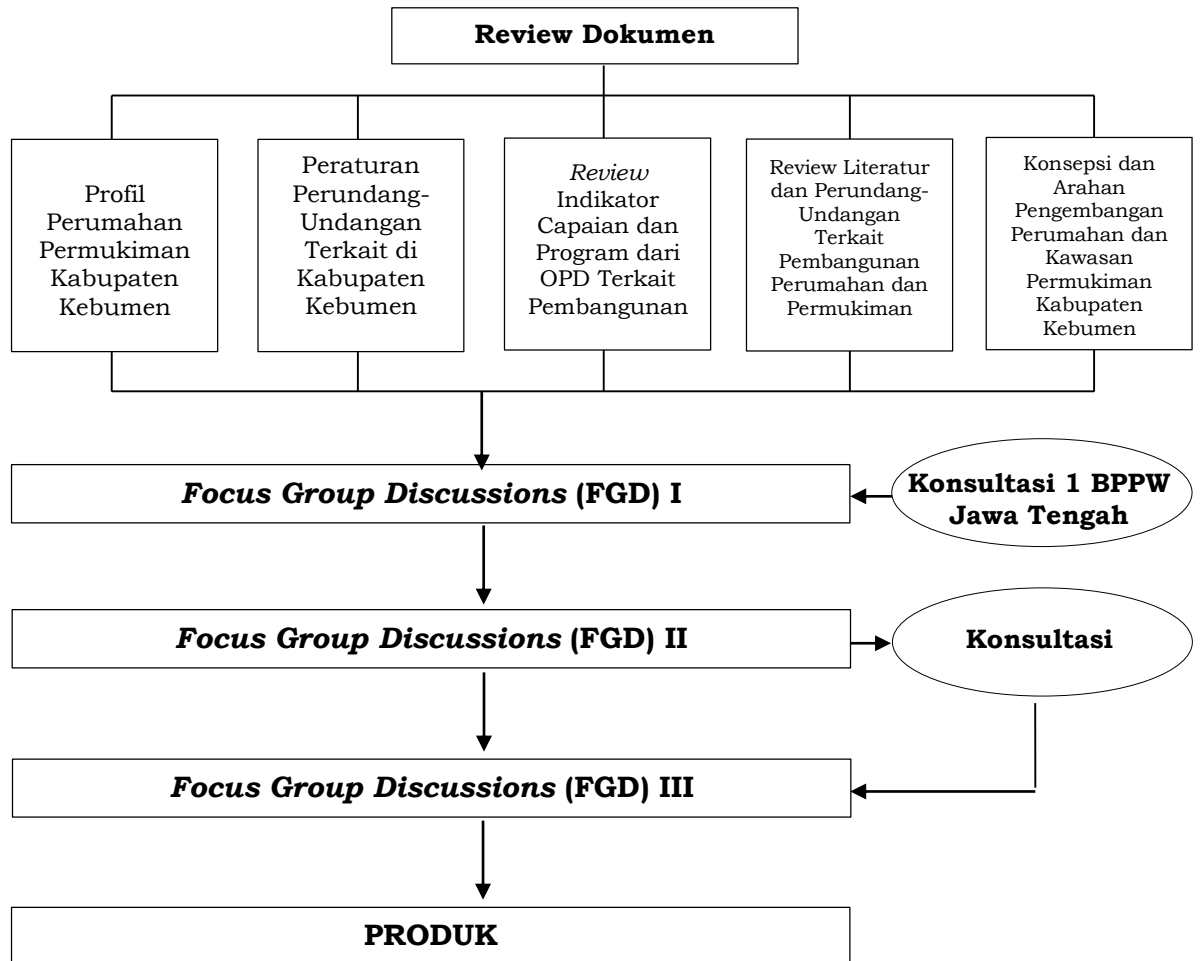 Review Dokumen
Profil
Perumahan
Permukiman
Kabupaten
Kebumen
Peraturan
Perundang-
Undangan
Terkait di
Kabupaten
Kebumen
Review
Indikator
Capaian dan
Program dari
OPD Terkait
Pembangunan
Review Literatur
dan Perundang-
Undangan
Terkait
Pembangunan
Perumahan dan
Permukiman
Konsepsi dan
Arahan
Pengembangan
Perumahan dan
Kawasan
Permukiman
Kabupaten
Kebumen
Focus Group Discussions (FGD) I
Konsultasi 1 BPPW
Jawa Tengah
Focus Group Discussions (FGD) II
Konsultasi
Focus Group Discussions (FGD) III
PRODUK